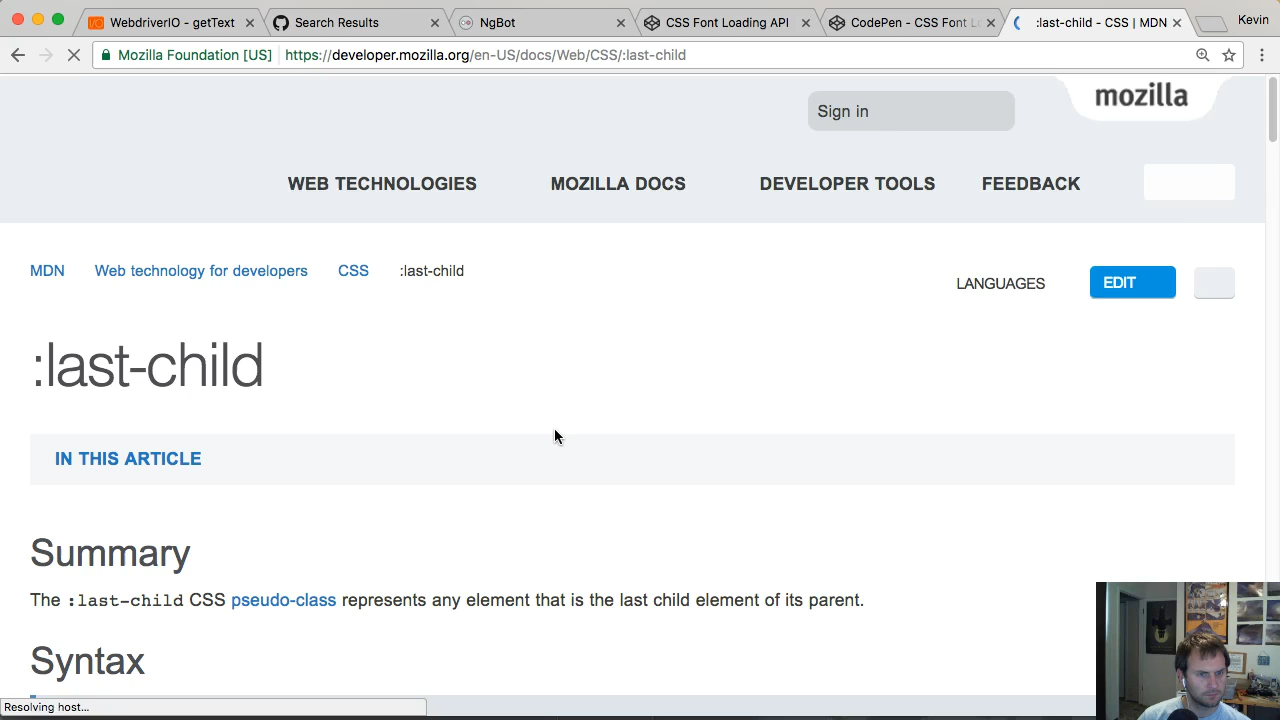 WebdriverIO - getText
Search Results
NgBot
CSS Font Loading API
CodePen - CSS Font L
:last-child - CSS | MDN
Kevin
Mozilla Foundation [US]
https://developer.mozilla.org/en-US/docs/Web/CSS/:last-child
Sign in
mozilla
WEB TECHNOLOGIES
MOZILLA DOCS
DEVELOPER TOOLS
FEEDBACK
MDN
Web technology for developers
CSS
:last-child
LANGUAGES
EDIT
:last-child
IN THIS ARTICLE
Summary
The :last-child CSS pseudo-class represents any element that is the last child element of its parent.
Syntax
Resolving host...